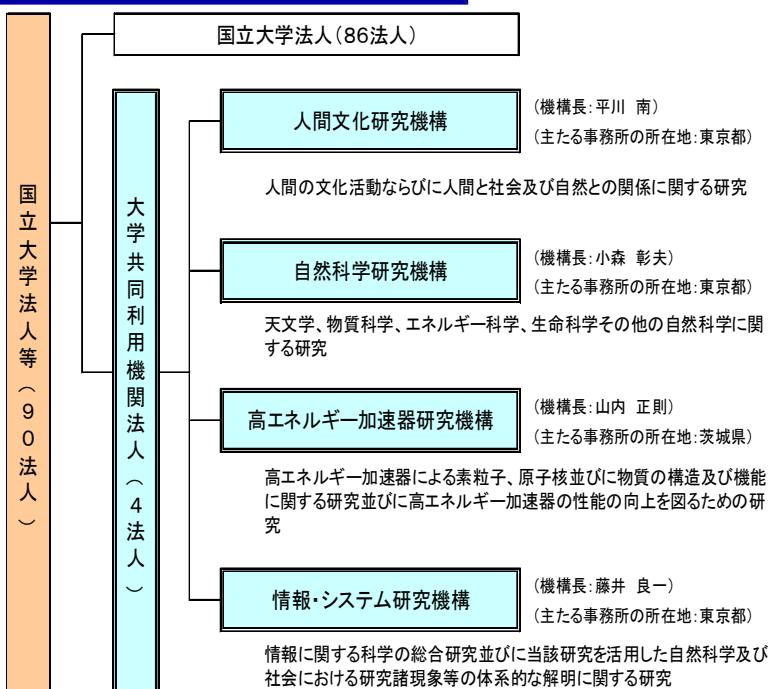 国立大学法人等（９０法人）
国立大学法人（86法人）
大学共同利用機関法人（４法人）
人間文化研究機構
（機構長：平川 南）
（主たる事務所の所在地：東京都）
人間の文化活動ならびに人間と社会及び自然との関係に関する研究
自然科学研究機構
（機構長：小森 彰夫）
（主たる事務所の所在地：東京都）
天文学、物質科学、エネルギー科学、生命科学その他の自然科学に関
する研究
高エネルギー加速器研究機構
（機構長：山内 正則）
（主たる事務所の所在地：茨城県）
高エネルギー加速器による素粒子、原子核並びに物質の構造及び機能
に関する研究並びに高エネルギー加速器の性能の向上を図るための研
究
情報・システム研究機構
（機構長：藤井 良一）
（主たる事務所の所在地：東京都）
情報に関する科学の総合研究並びに当該研究を活用した自然科学及び
社会における研究諸現象等の体系的な解明に関する研究